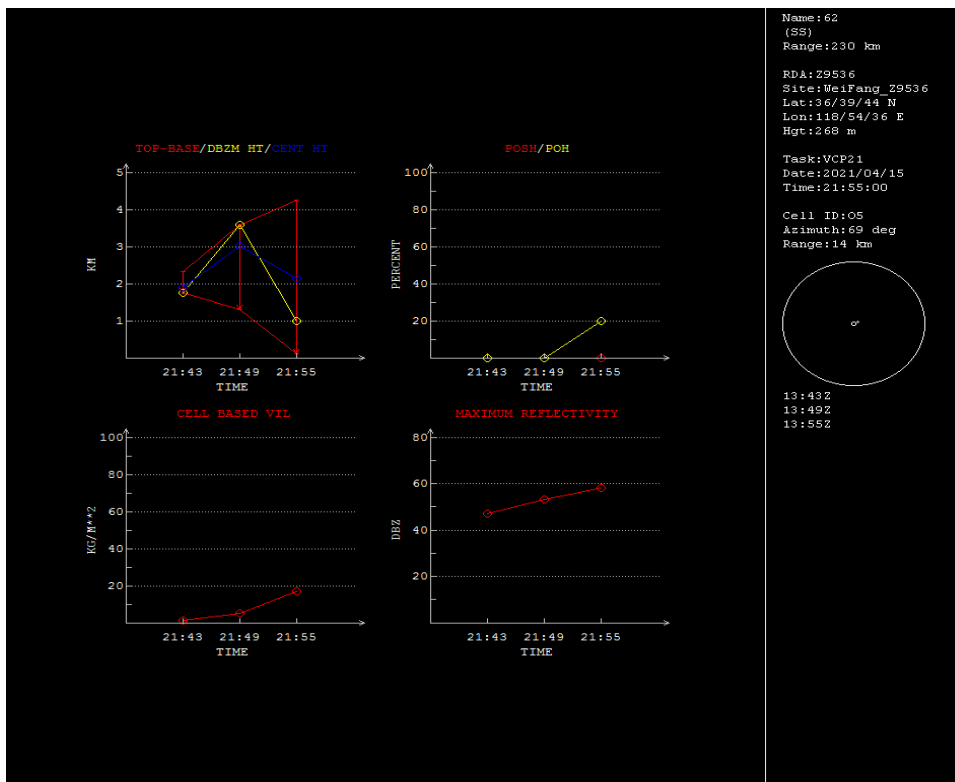 Name:62
(SS)
Range:230 km
RDA:Z9536
Site:WeiFang_Z9536
Lat:36/39/44 N
Lon:118/54/36 E
Hgt:268 m
Task:VCP21
Date:2021/04/15
Time:21:55:00
Cell ID:O5
Azimuth:69 deg
Range:14 km
13:43Z
13:49Z
13:55Z
TOP-BASE/DBZM HT/CENT HT
KM
5
4
3
2
1
21:43 21:49 21:55
TIME
POSH/POH
PERCENT
100
80
60
40
20
21:43 21:49 21:55
TIME
CELL BASED VIL
KG/M**2
100
80
60
40
20
21:43 21:49 21:55
TIME
MAXIMUM REFLECTIVITY
DBZ
80
60
40
20
21:43 21:49 21:55
TIME